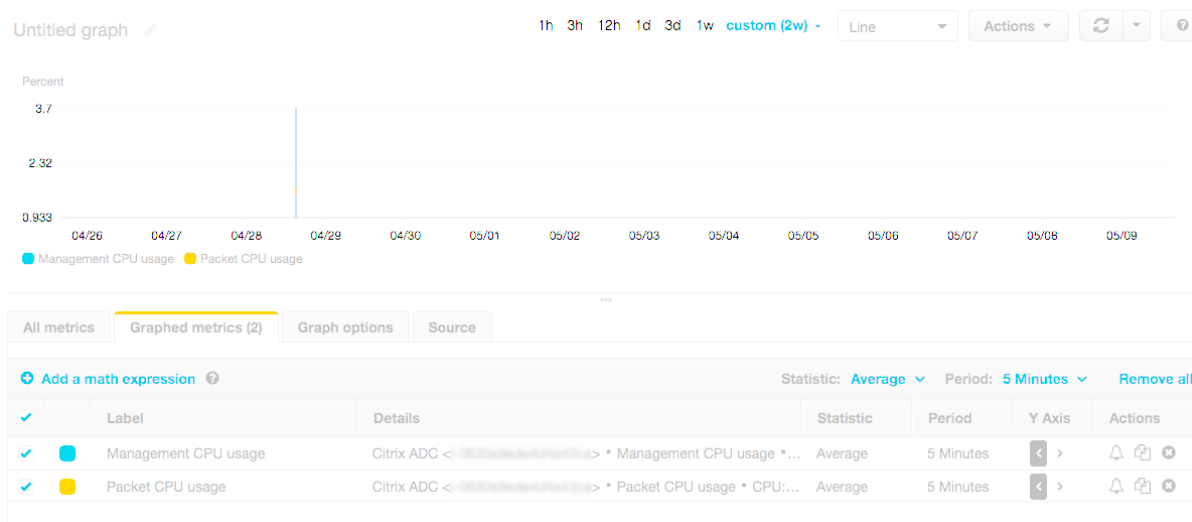 Untitled graph
1h 3h 12h 1d 3d 1w custom (2w) Line Actions
Percent
3.7
2.32
0.933
04/26 04/27 04/28 04/29 04/30 05/01 05/02 05/03 05/04 05/05 05/06 05/07 05/08 05/09
Management CPU usage Packet CPU usage
All metrics Graphed metrics (2) Graph options Source
Add a math expression Statistic: Average Period: 5 Minutes Remove all
Label Details Statistic Period Y Axis Actions
Management CPU usage Citrix ADC < > * Management CPU usage *... Average 5 Minutes < >
Packet CPU usage Citrix ADC < > * Packet CPU usage * CPU:... Average 5 Minutes < >